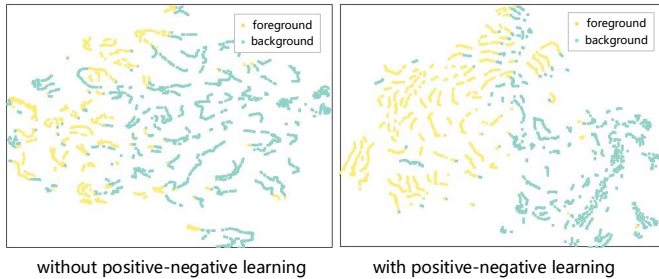 foreground
background
foreground
background
without positive-negative learning
with positive-negative learning